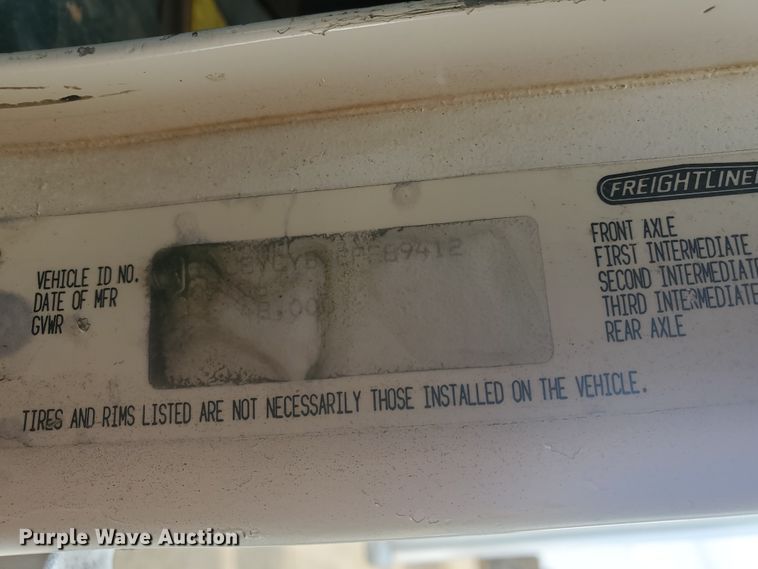 FREIGHTLINER
VEHICLE ID NO.
DATE OF MFR
GVWR
FRONT AXLE
FIRST INTERMEDIATE
SECOND INTERMEDIATE
THIRD INTERMEDIATE
REAR AXLE
TIRES AND RIMS LISTED ARE NOT NECESSARILY THOSE INSTALLED ON THE VEHICLE.
Purple Wave Auction